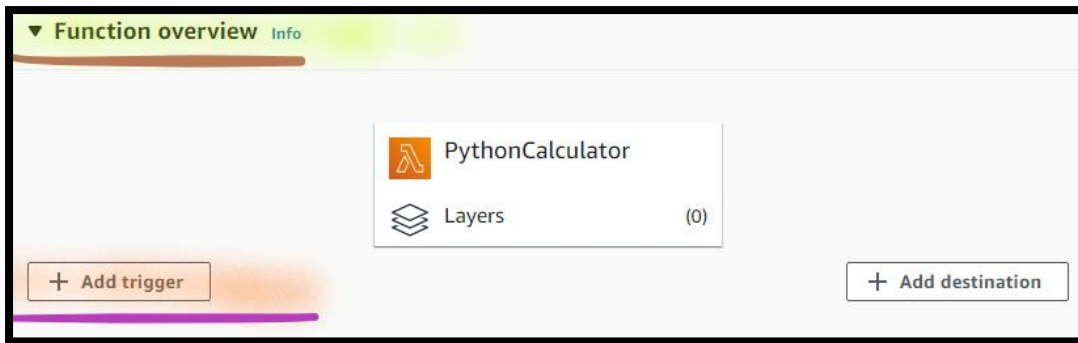 ▼ Function overview Info
PythonCalculator
Layers (0)
+ Add trigger
+ Add destination